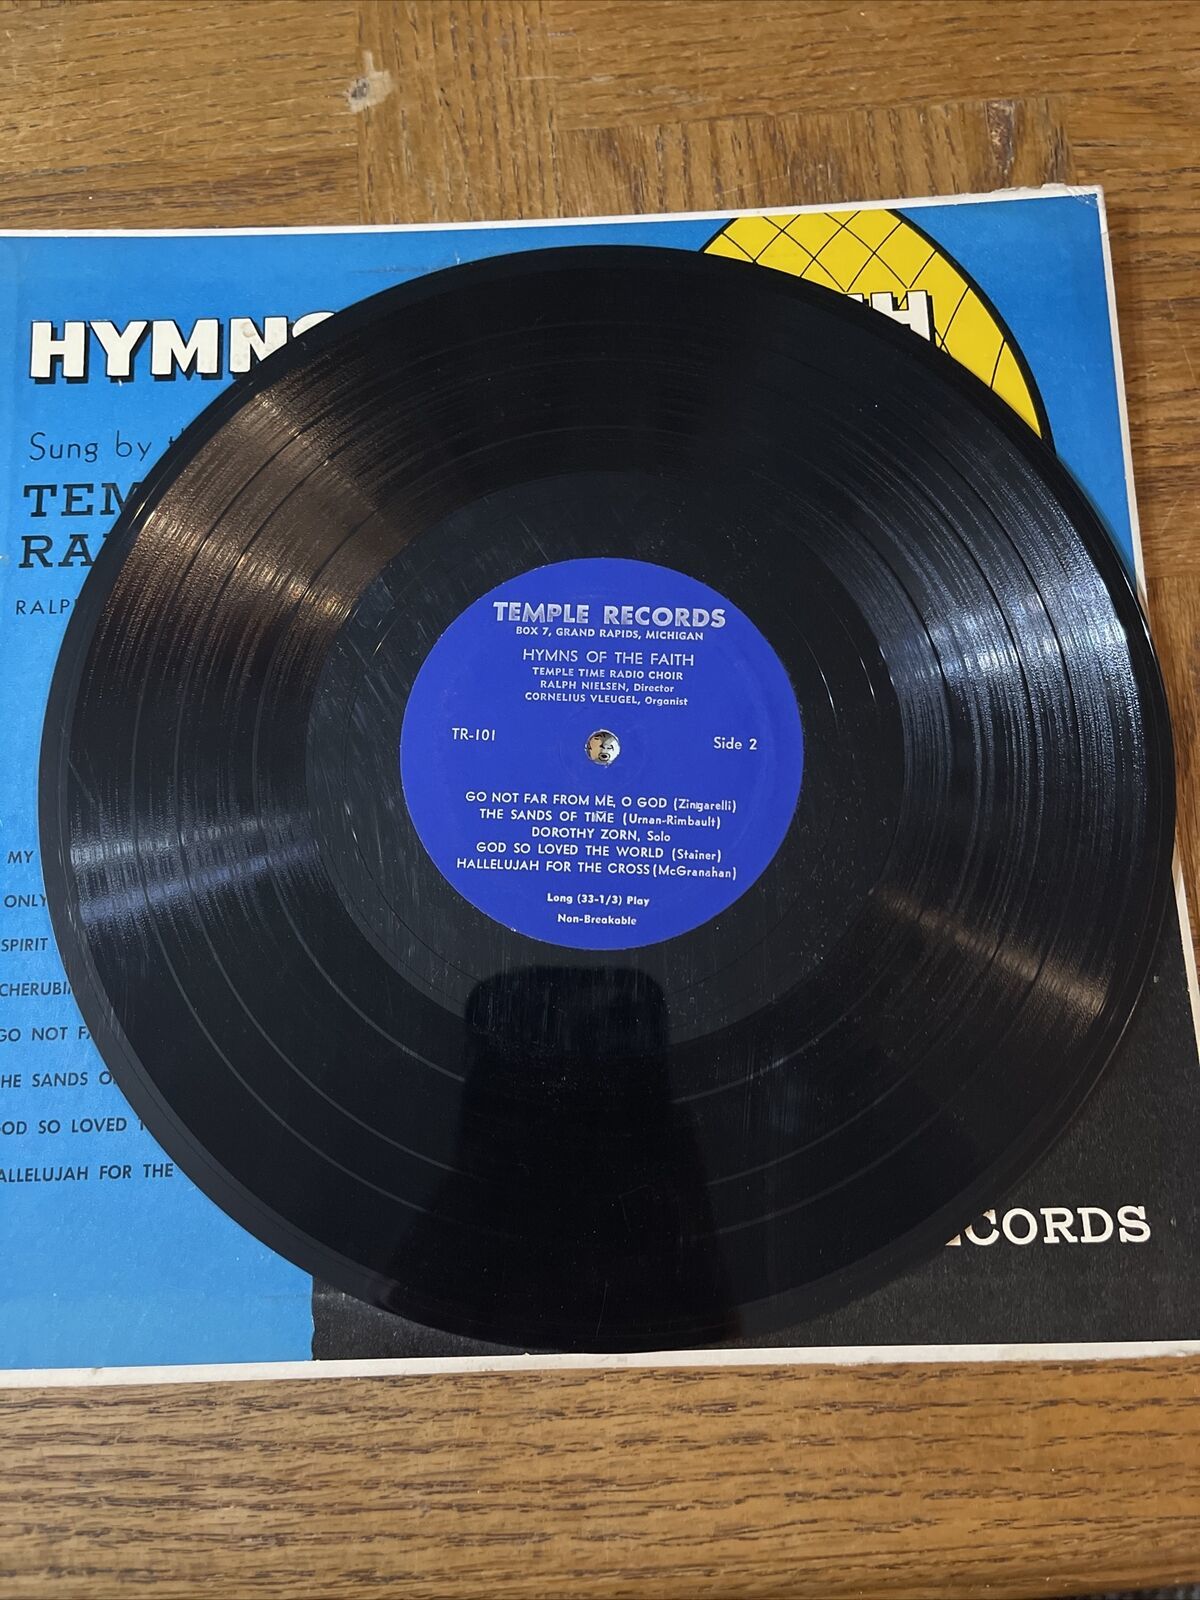 HYMNS
TH
Sung by
TEM
RA
RALP
TEMPLE RECORDS
BOX 7, GRAND RAPIDS, MICHIGAN
HYMNS OF THE FAITH
TEMPLE TIME RADIO CHOIR
RALPH NIELSEN, Director
CORNELIUS VLEUGEL, Organist
TR-101
Side 2
GO NOT FAR FROM ME, O GOD (Zingarelli)
THE SANDS OF TIME (Urnan-Rimbault)
DOROTHY ZORN, Solo
GOD SO LOVED THE WORLD (Stainer)
HALLELUJAH FOR THE CROSS (McGranahan)
Long (33-1/3) Play
Non-Breakable
MY
ONLY
SPIRIT
CHERUBI
GO NOT FA
HE SANDS O
OD SO LOVED
ALLELUJAH FOR THE
CORDS